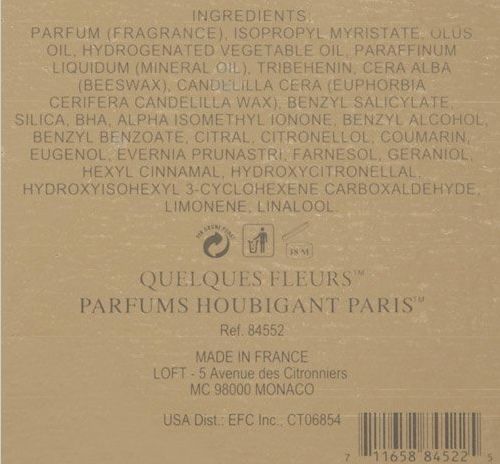 INGREDIENTS:
PARFUM (FRAGRANCE), ISOPROPYL MYRISTATE, OLUS
OIL, HYDROGENATED VEGETABLE OIL, PARAFFINUM
LIQUIDUM (MINERAL OIL), TRIBEHENIN, CERA ALBA
(BEESWAX), CANDELILLA CERA (EUPHORBIA
CERIFERA CANDELILLA WAX), BENZYL SALICYLATE,
SILICA, BHA, ALPHA ISOMETHYL IONONE, BENZYL ALCOHOL,
BENZYL BENZOATE, CITRAL, CITRONELLOL, COUMARIN,
EUGENOL, EVERNIA PRUNASTRI, FARNESOL, GERANIOL,
HEXYL CINNAMAL, HYDROXYCITRONELLAL,
HYDROXYISOHEXYL 3-CYCLOHEXENE CARBOXALDEHYDE,
LIMONENE, LINALOOL.
18 M
QUELQUES FLEURS™
PARFUMS HOUBIGANT PARIS™
Ref. 84552
MADE IN FRANCE
LOFT - 5 Avenue des Citronniers
MC 98000 MONACO
USA Dist.: EFC Inc., CT06854
7 11658 84522 5